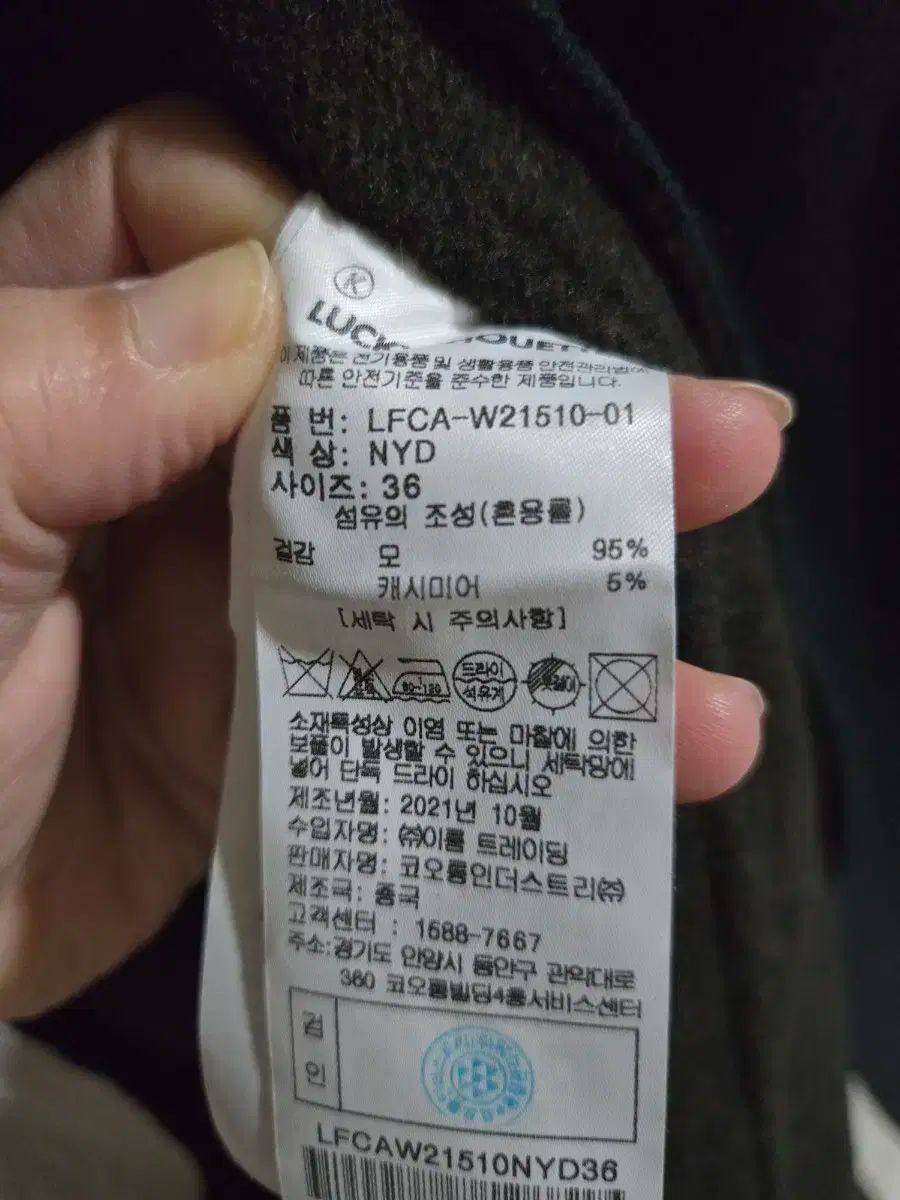 K
이 제품은 전기용품 및 생활용품 안전관리법에
따른 안전기준을 준수한 제품입니다.
품 번: LFCA-W21510-01
색 상: NYD
사이즈: 36
섬유의 조성(혼용률)
겉감 모 95%
캐시미어 5%
[세탁 시 주의사항]
80-120 드라이 석유계 옷걸이
소재특성상 이염 또는 마찰에 의한
보풀이 발생할 수 있으니 세탁망에
넣어 단독 드라이 하십시오
제조년월: 2021년 10월
수입자명: ㈜이룸 트레이딩
판매자명: 코오롱인더스트리㈜
제조국: 중국
고객센터 : 1588-7667
주소:경기도 안양시 동안구 관악대로
360 코오롱빌딩4층서비스센터
검
인
LFCAW21510NYD36